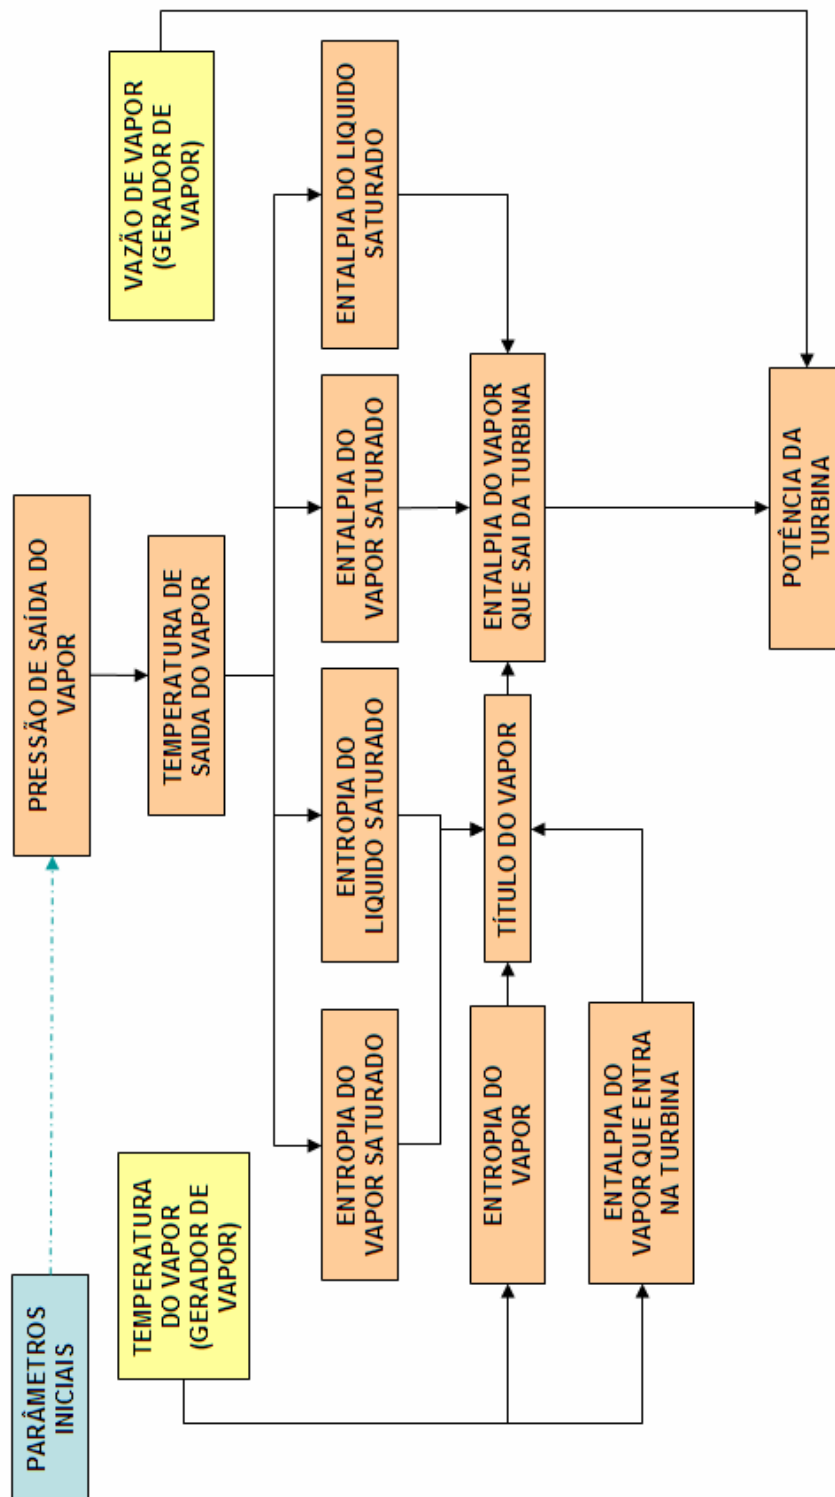 PARÂMETROS
INICIAIS
PRESSÃO DE SAÍDA DO
VAPOR
TEMPERATURA
DO VAPOR
(GERADOR DE
VAPOR)
TEMPERATURA DE
SAIDA DO VAPOR
VAZÃO DE VAPOR
(GERADOR DE
VAPOR)
ENTROPIA DO
VAPOR SATURADO
ENTROPIA DO
LIQUIDO SATURADO
ENTALPIA DO
VAPOR SATURADO
ENTALPIA DO LIQUIDO
SATURADO
ENTROPIA DO
VAPOR
TÍTULO DO VAPOR
ENTALPIA DO VAPOR
QUE SAI DA TURBINA
ENTALPIA DO
VAPOR QUE ENTRA
NA TURBINA
POTÊNCIA DA
TURBINA